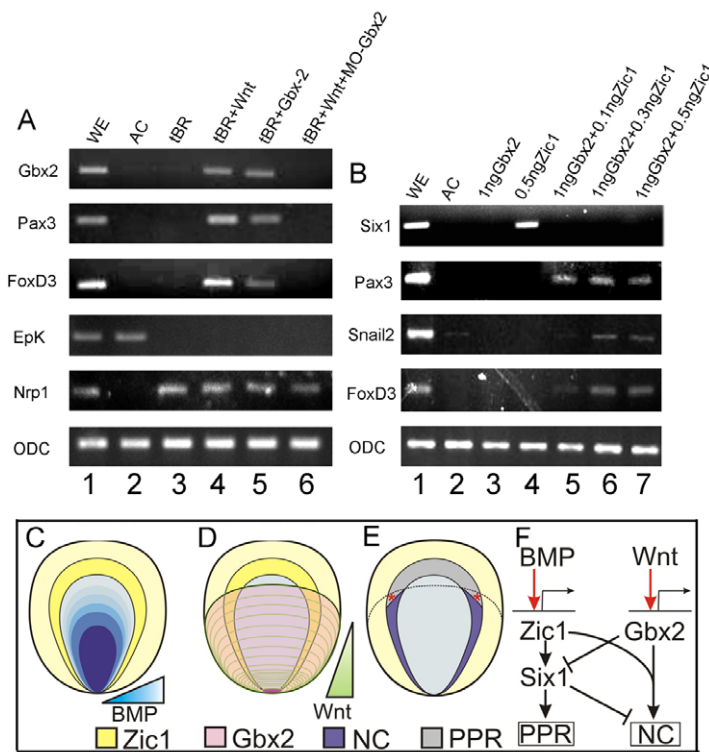 A
WE
AC
tBR
tBR+Wnt
tBR+Gbx-2
tBR+Wnt+MO-Gbx2
Gbx2
Pax3
FoxD3
EpK
Nrp1
ODC
1 2 3 4 5 6
B
WE
AC
1ngGbx2
0.5ngZic1
1ngGbx2+0.1ngZic1
1ngGbx2+0.3ngZic1
1ngGbx2+0.5ngZic1
Six1
Pax3
Snail2
FoxD3
ODC
1 2 3 4 5 6 7
C
BMP
D
Wnt
E
* *
F
BMP Wnt
Zic1 Gbx2
Six1
PPR NC
Zic1 Gbx2 NC PPR